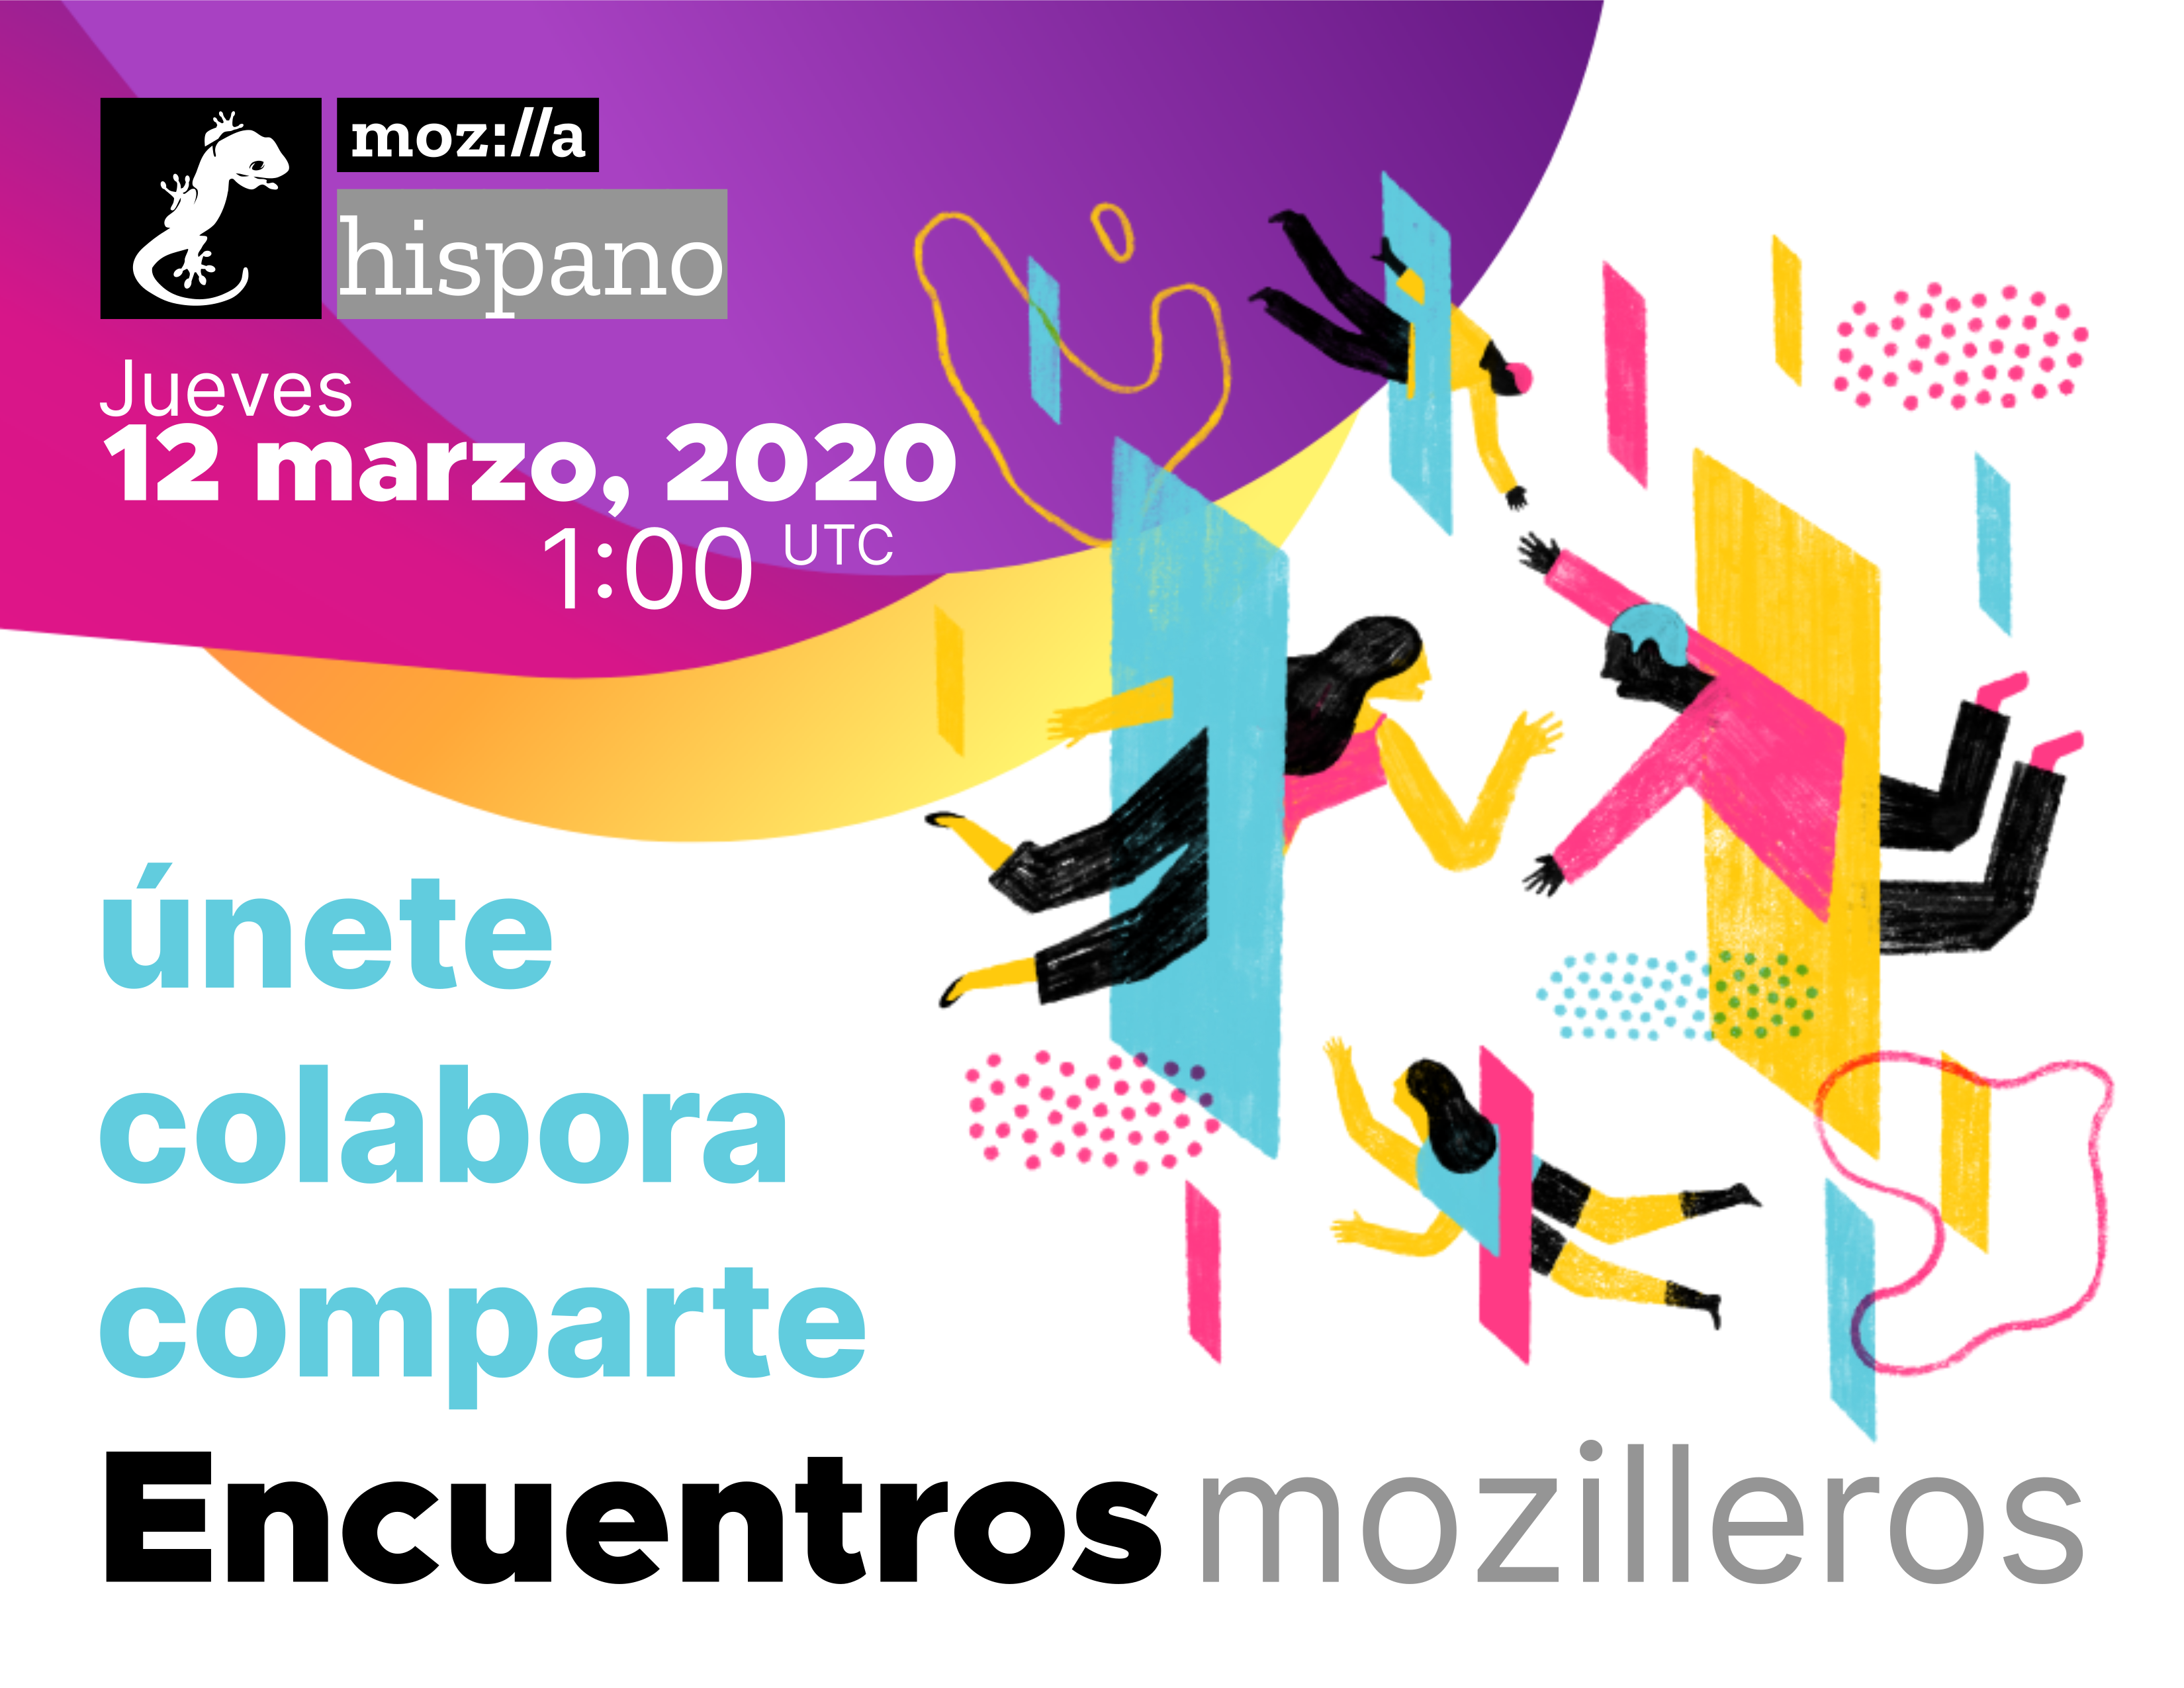 moz://a
hispano
Jueves
12 marzo, 2020
1:00 UTC
únete
colabora
comparte
Encuentros mozilleros